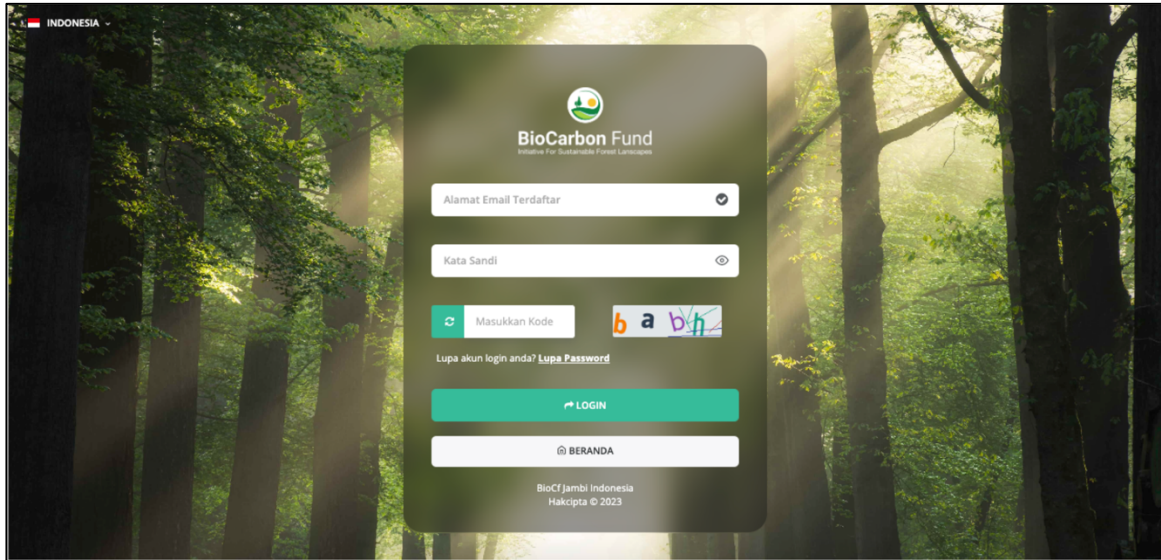 INDONESIA
BioCarbon Fund
Initiative For Sustainable Forest Lanscapes
Alamat Email Terdaftar
Kata Sandi
Masukkan Kode
b a b h
Lupa akun login anda? Lupa Password
LOGIN
BERANDA
BioCf Jambi Indonesia
Hakcipta © 2023